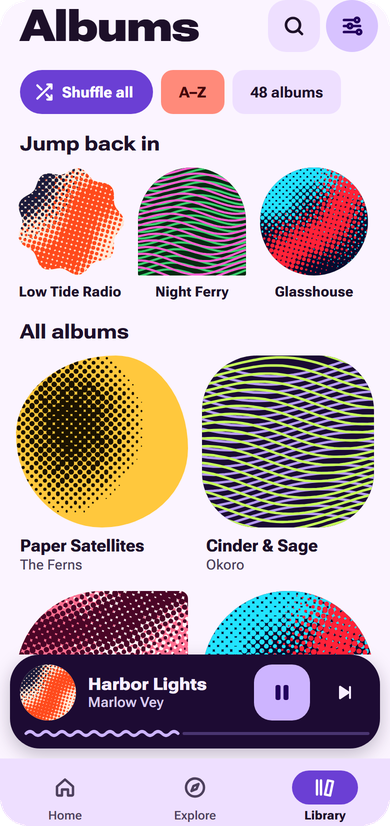 Albums
Shuffle all
A–Z
48 albums
Jump back in
Low Tide Radio
Night Ferry
Glasshouse
All albums
Paper Satellites
The Ferns
Cinder & Sage
Okoro
Harbor Lights
Marlow Vey
Home
Explore
Library